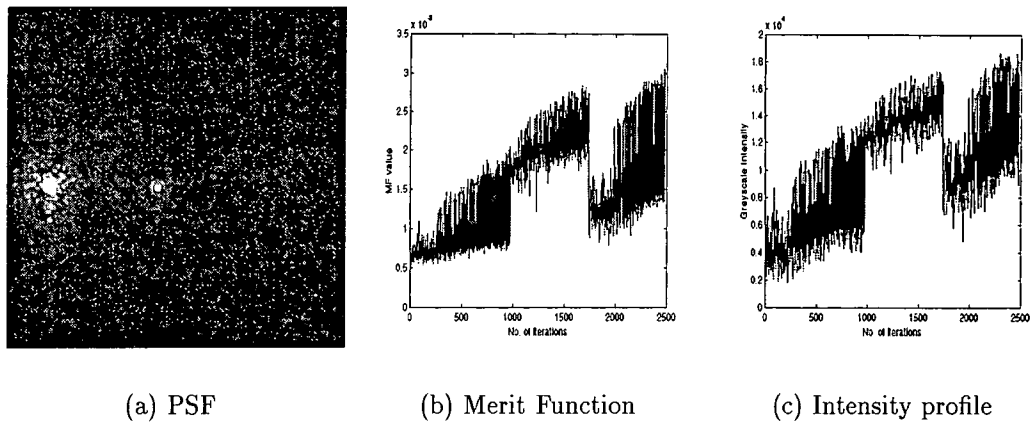 x 10⁻³
3.5
3
2.5
2
1.5
1
0.5
0
MF value
0 500 1000 1500 2000 2500
No. of Iterations
x 10⁴
2
1.8
1.6
1.4
1.2
1
0.8
0.6
0.4
0.2
0
Greyscale Intensity
0 500 1000 1500 2000 2500
No. of Iterations
(a) PSF
(b) Merit Function
(c) Intensity profile